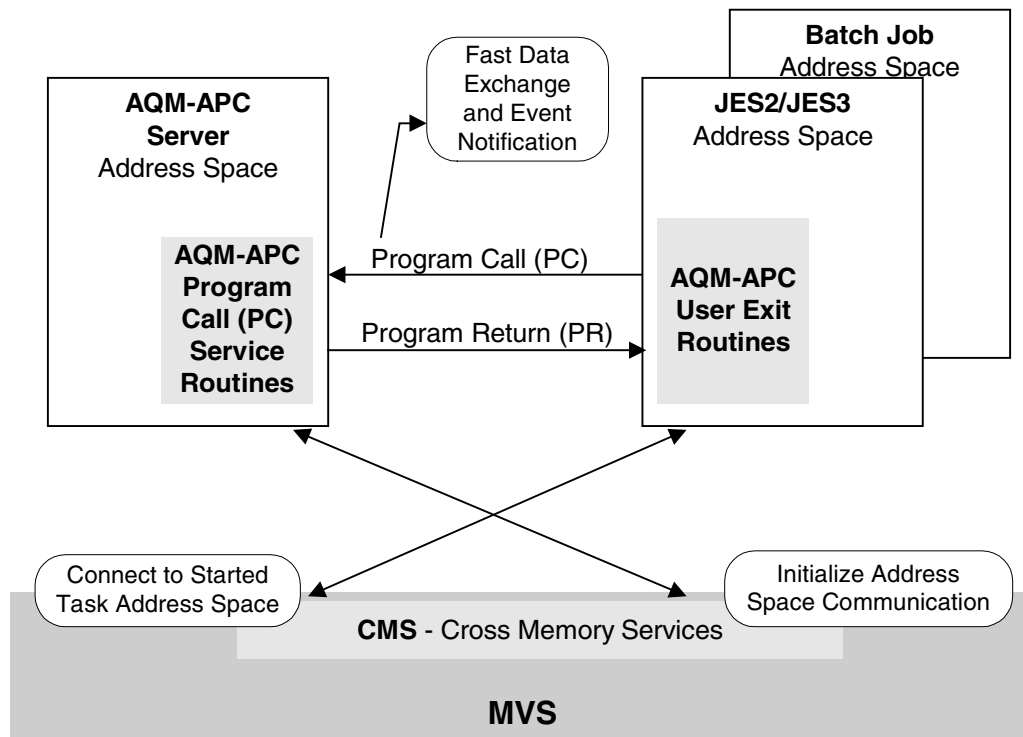 Batch Job
Address Space
Fast Data
Exchange
and Event
Notification
AQM-APC
Server
Address Space
JES2/JES3
Address Space
AQM-APC
Program
Call (PC)
Service
Routines
Program Call (PC)
Program Return (PR)
AQM-APC
User Exit
Routines
Connect to Started
Task Address Space
Initialize Address
Space Communication
CMS - Cross Memory Services
MVS